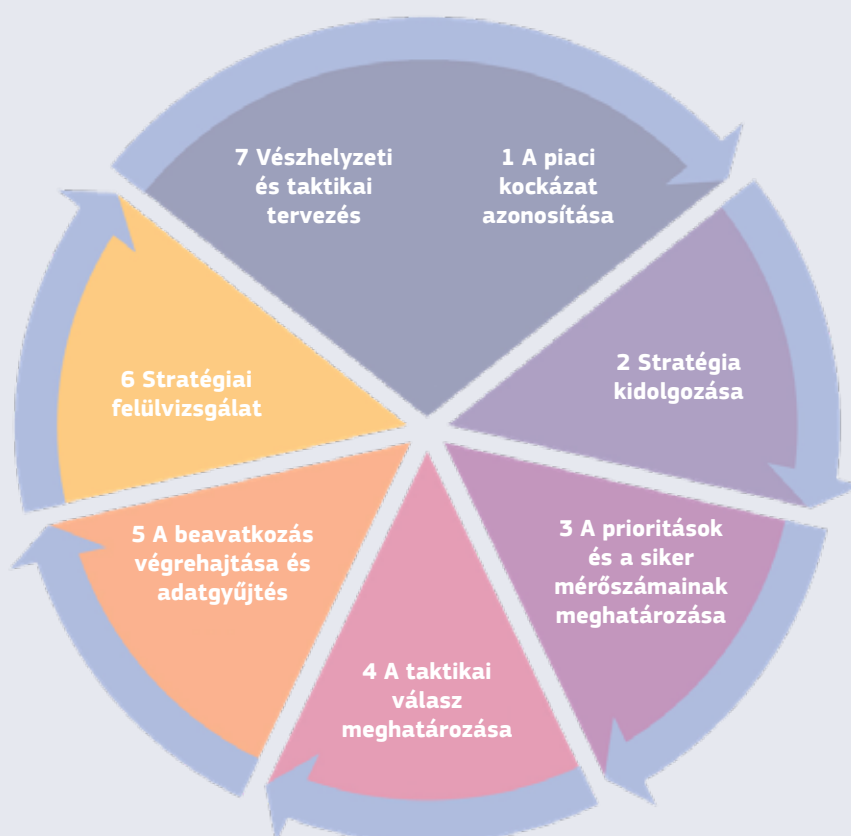 7 Vészhelyzeti
és taktikai
tervezés
1 A piaci
kockázat
azonosítása
2 Stratégia
kidolgozása
3 A prioritások
és a siker
mérőszámainak
meghatározása
4 A taktikai
válasz
meghatározása
5 A beavatkozás
végrehajtása és
adatgyűjtés
6 Stratégiai
felülvizsgálat